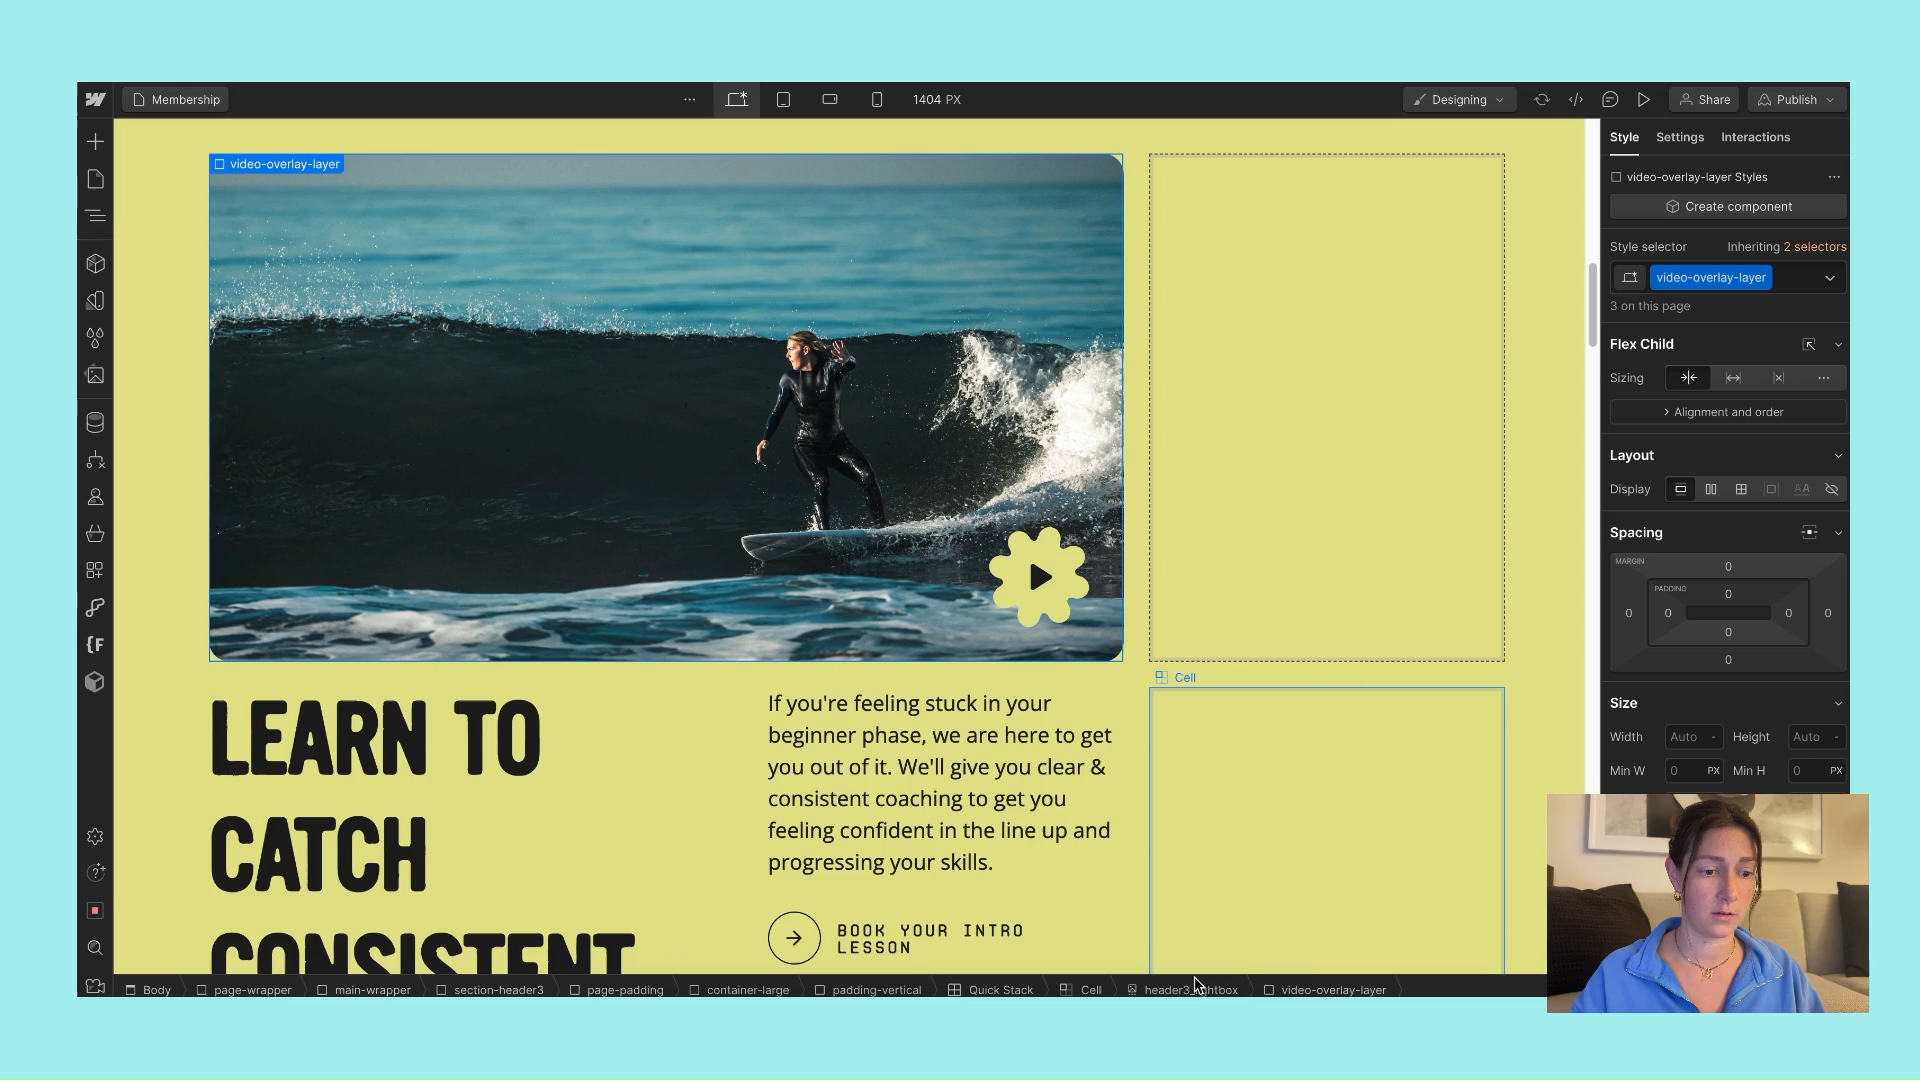 Membership
...
1404 PX
Designing
Share
Publish
video-overlay-layer
Style Settings Interactions
video-overlay-layer Styles
Create component
Style selector Inheriting 2 selectors
video-overlay-layer
3 on this page
Flex Child
Sizing
Alignment and order
Layout
Display
AA
Spacing
MARGIN
0
PADDING
0
0 0 0 0
0
0
Size
Width Auto - Height Auto -
Min W 0 PX Min H 0 PX
Cell
LEARN TO
CATCH
CONSISTENT
If you're feeling stuck in your
beginner phase, we are here to get
you out of it. We'll give you clear &
consistent coaching to get you
feeling confident in the line up and
progressing your skills.
BOOK YOUR INTRO
LESSON
{F
Body page-wrapper main-wrapper section-header3 page-padding container-large padding-vertical Quick Stack Cell video-overlay-layer